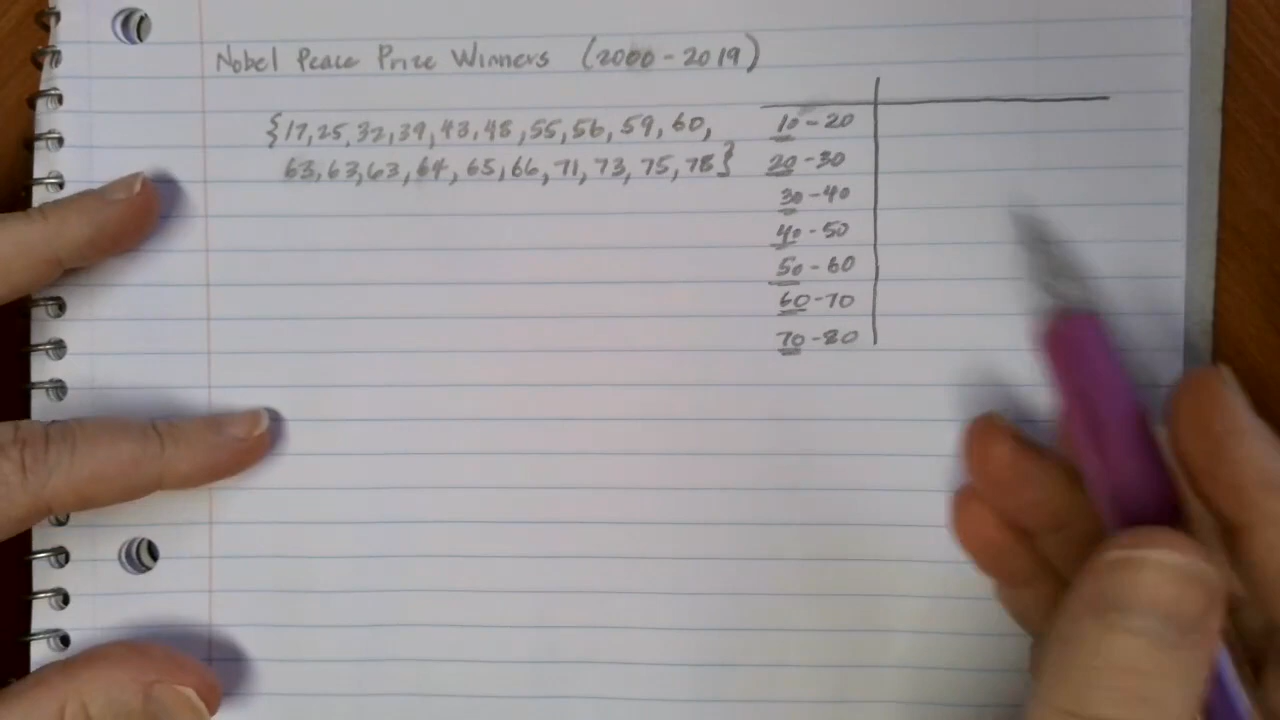 Nobel Peace Prize Winners (2000 - 2019)
{17, 25, 32, 39, 43, 48, 55, 56, 59, 60,
63, 63, 63, 64, 65, 66, 71, 73, 75, 78}
10 - 20
20 - 30
30 - 40
40 - 50
50 - 60
60 - 70
70 - 80